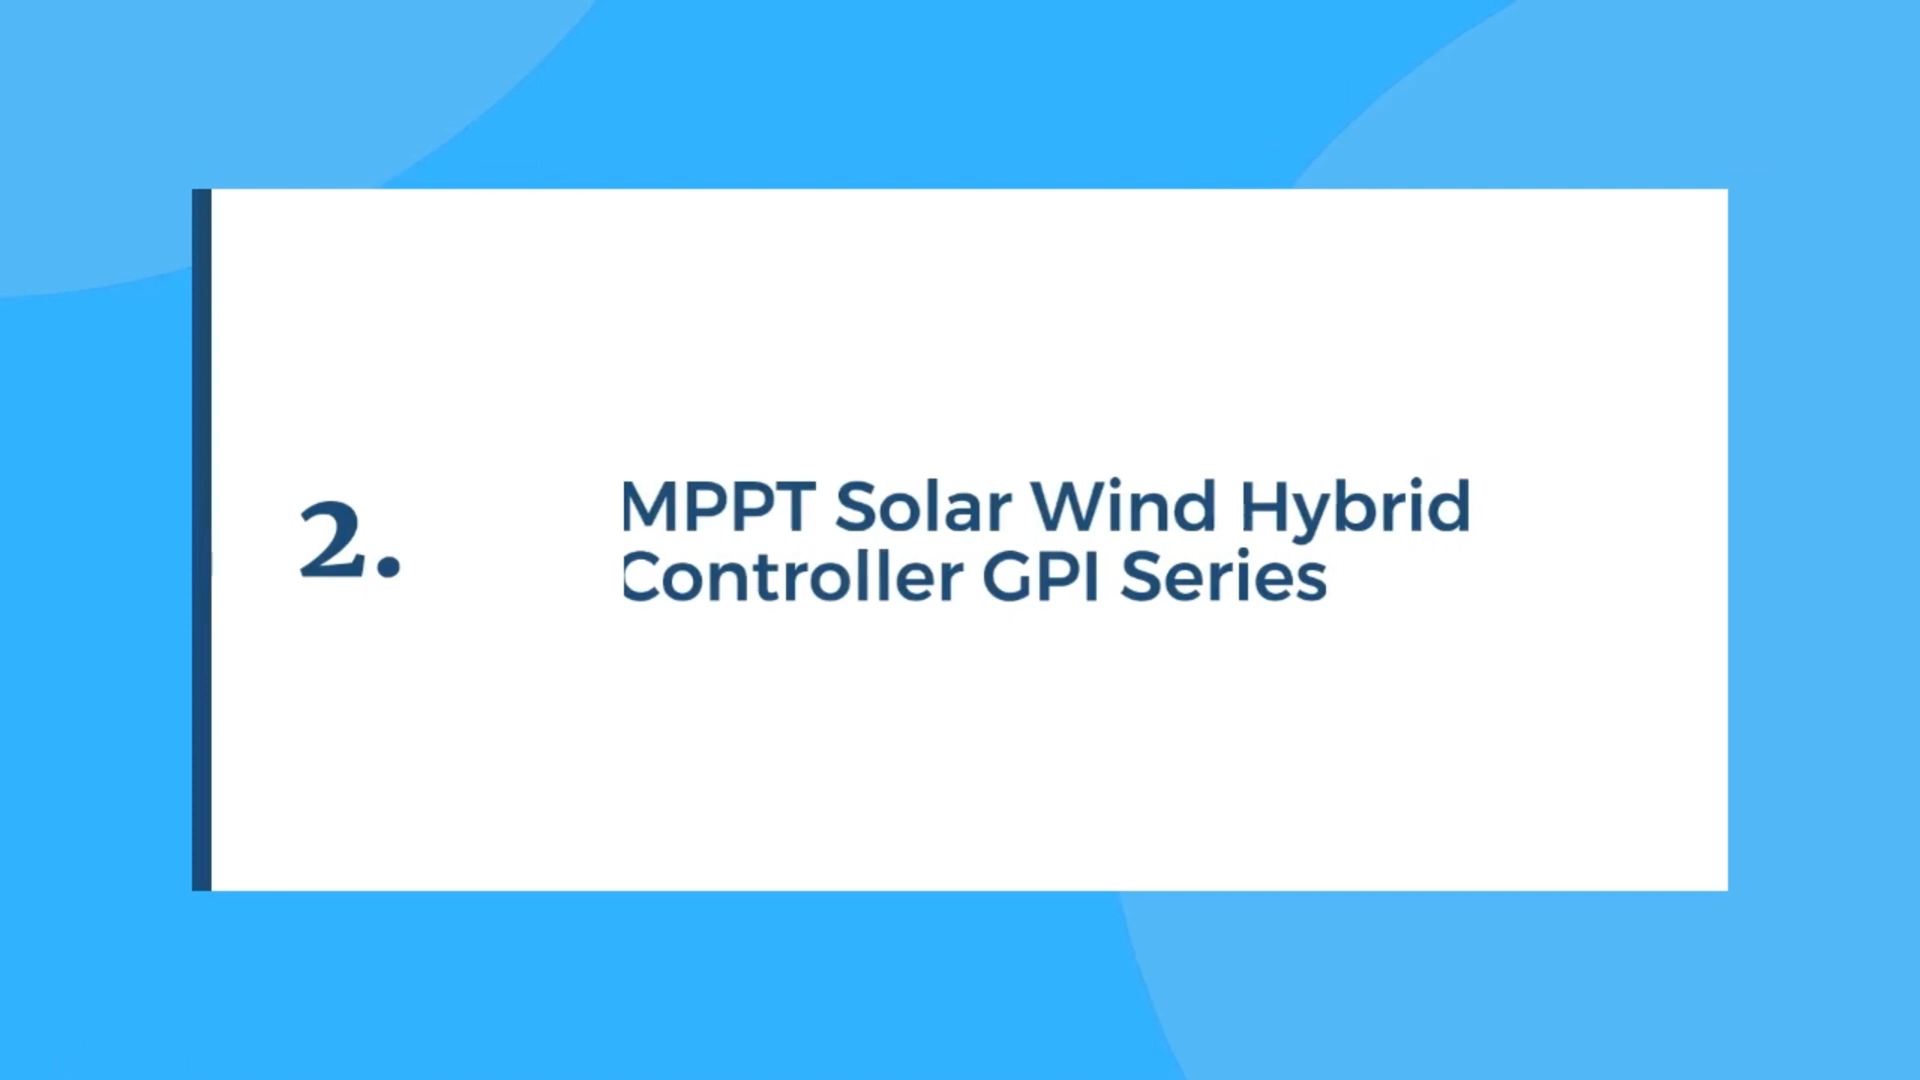 2.
MPPT Solar Wind Hybrid
Controller GPI Series